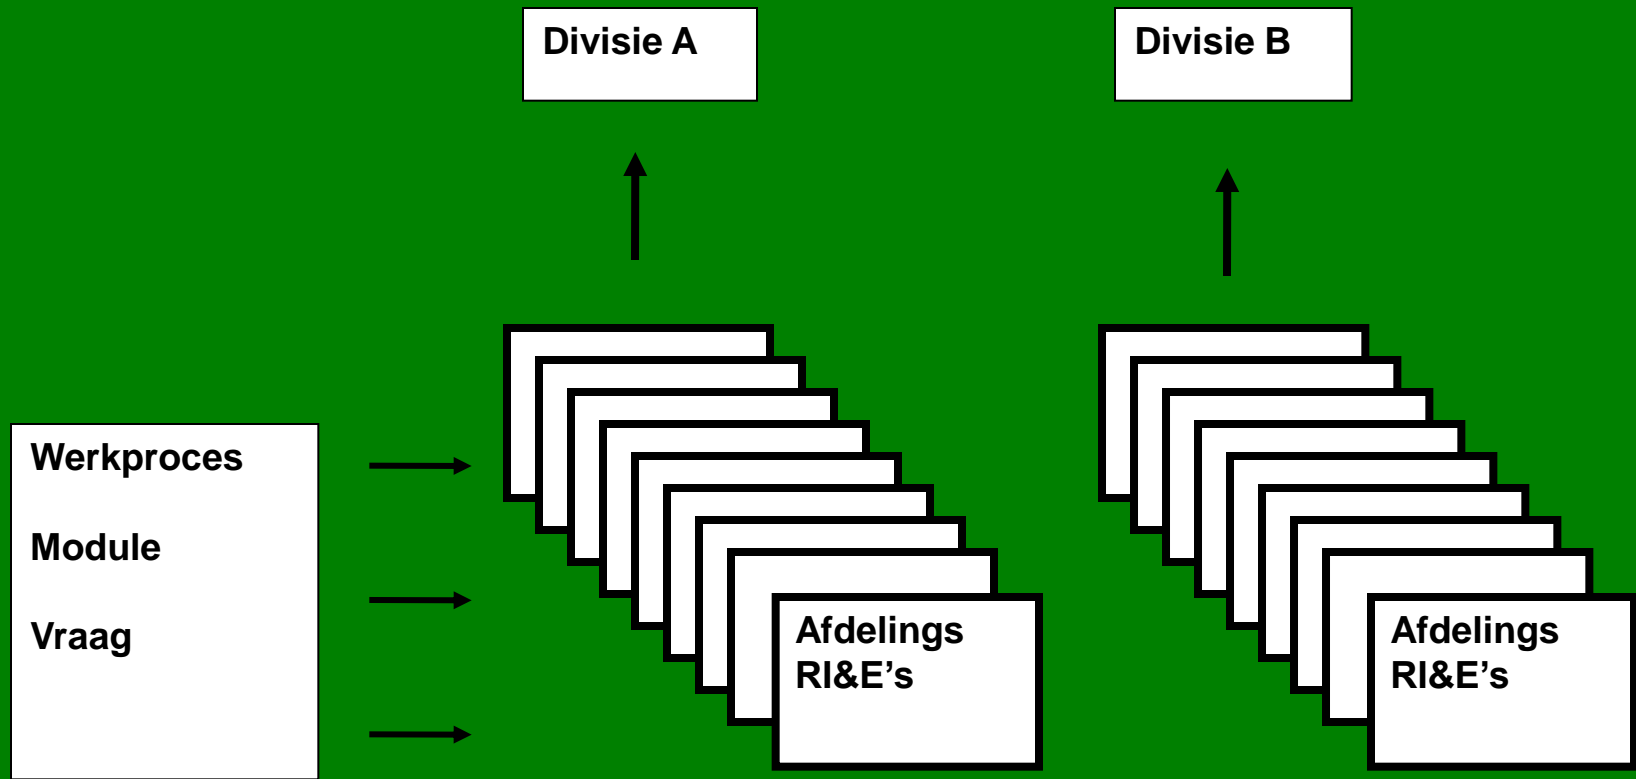 Divisie A
Divisie B
Werkproces
Module
Vraag
Afdelings
RI&E’s
Afdelings
RI&E’s